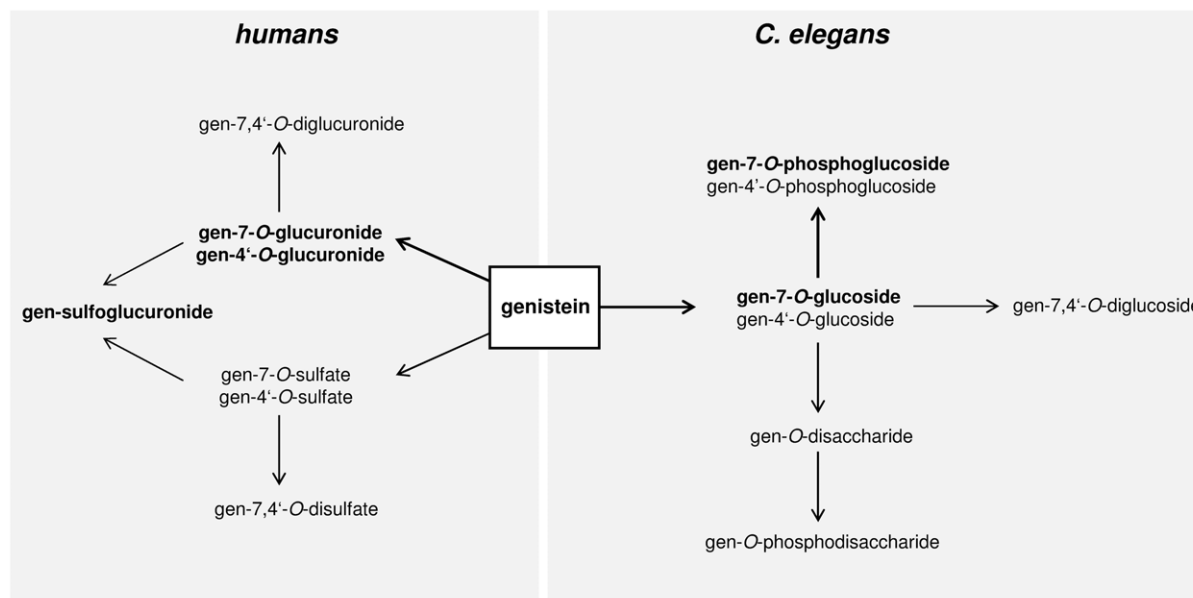 humans
C. elegans
gen-7,4‘-O-diglucuronide
gen-7-O-glucuronide
gen-4‘-O-glucuronide
gen-sulfoglucuronide
gen-7-O-sulfate
gen-4‘-O-sulfate
gen-7,4‘-O-disulfate
genistein
gen-7-O-phosphoglucoside
gen-4’-O-phosphoglucoside
gen-7-O-glucoside
gen-4‘-O-glucoside
gen-7,4‘-O-diglucoside
gen-O-disaccharide
gen-O-phosphodisaccharide